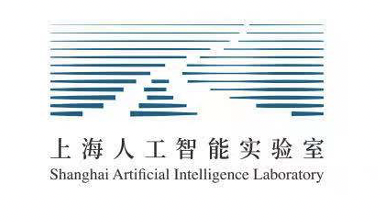 上海人工智能实验室
Shanghai Artificial Intelligence Laboratory